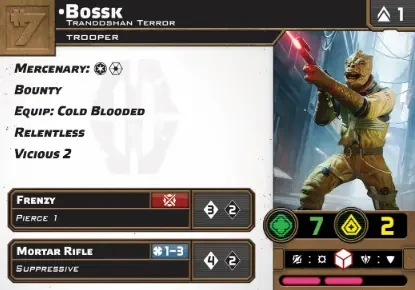 •Bossk
Trandoshan Terror
1
Trooper
Mercenary:
Bounty
Equip: Cold Blooded
Relentless
Vicious 2
Frenzy
Pierce 1
3 2
Mortar Rifle 1-3
Suppressive
4 2
7 2
: :